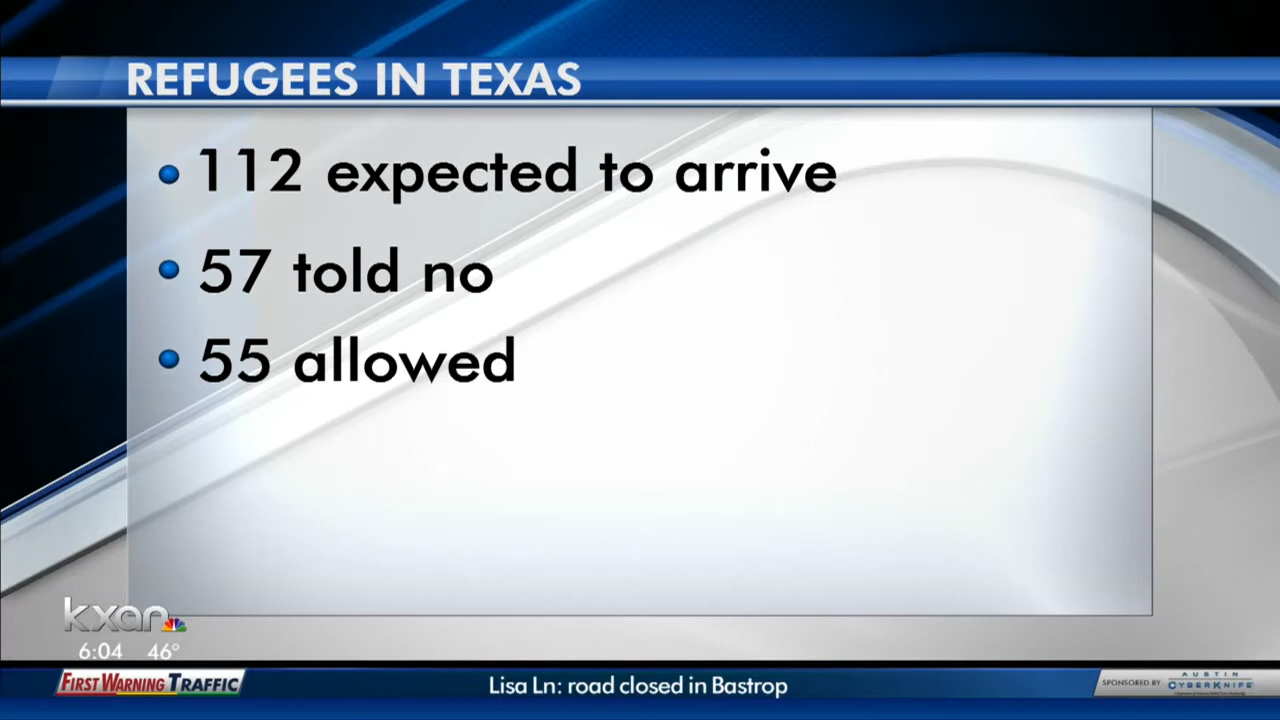 REFUGEES IN TEXAS
112 expected to arrive
57 told no
55 allowed
kxan
6:04 46°
FIRST WARNING TRAFFIC
Lisa Ln: road closed in Bastrop
SPONSORED BY
AUSTIN
CYBERKNIFE